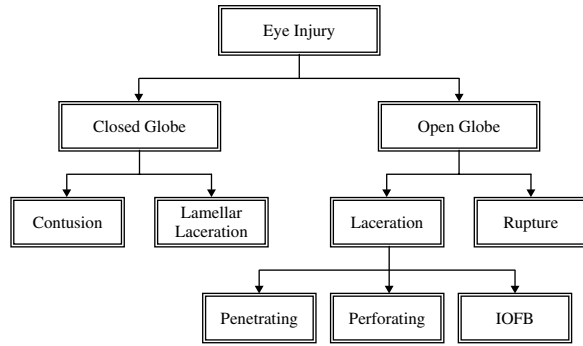 Eye Injury
Closed Globe
Open Globe
Contusion
Lamellar
Laceration
Laceration
Rupture
Penetrating
Perforating
IOFB